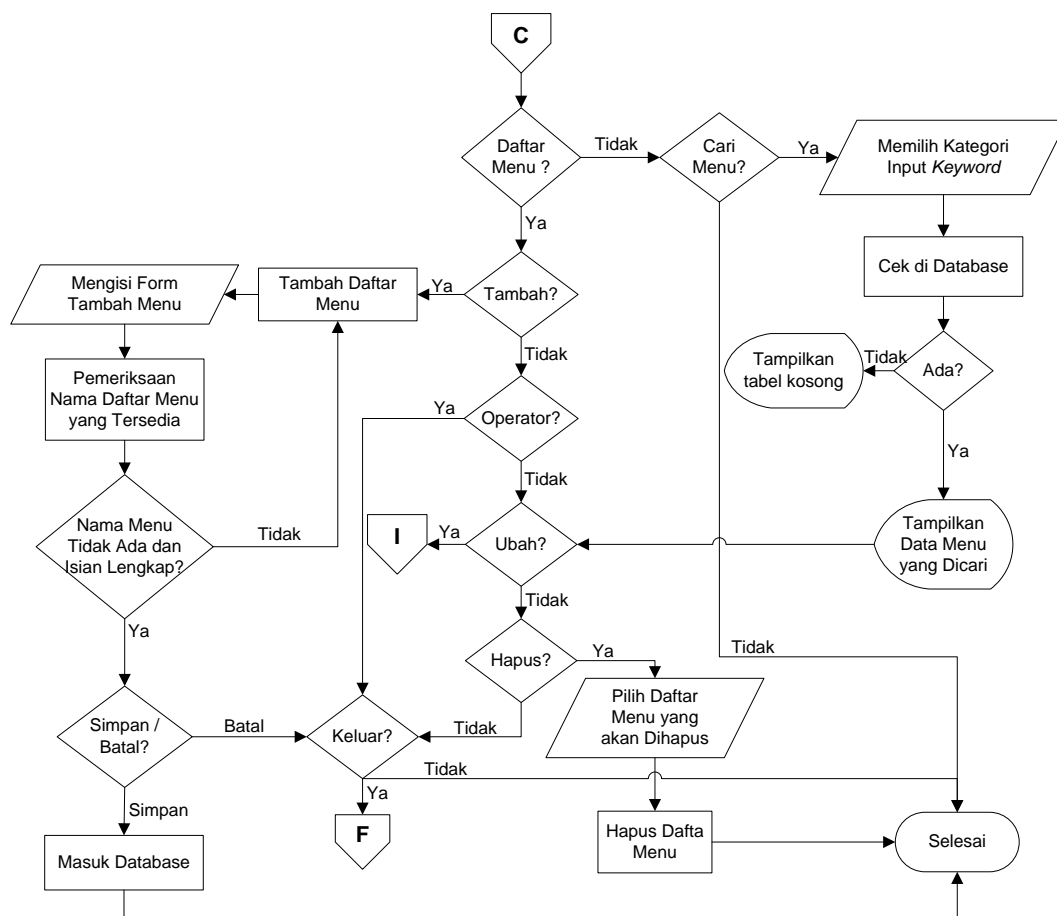 C
Daftar
Menu ?
Tidak
Cari
Menu?
Ya
Memilih Kategori
Input Keyword
Ya
Cek di Database
Mengisi Form
Tambah Menu
Tambah Daftar
Menu
Ya
Tambah?
Tidak
Tampilkan
tabel kosong
Tidak
Ada?
Pemeriksaan
Nama Daftar Menu
yang Tersedia
Ya
Operator?
Tidak
Ya
Nama Menu
Tidak Ada dan
Isian Lengkap?
Tidak
I
Ya
Ubah?
Tampilkan
Data Menu
yang Dicari
Tidak
Ya
Hapus?
Ya
Tidak
Pilih Daftar
Menu yang
akan Dihapus
Simpan /
Batal?
Batal
Keluar?
Tidak
Tidak
Ya
Simpan
F
Masuk Database
Hapus Dafta
Menu
Selesai